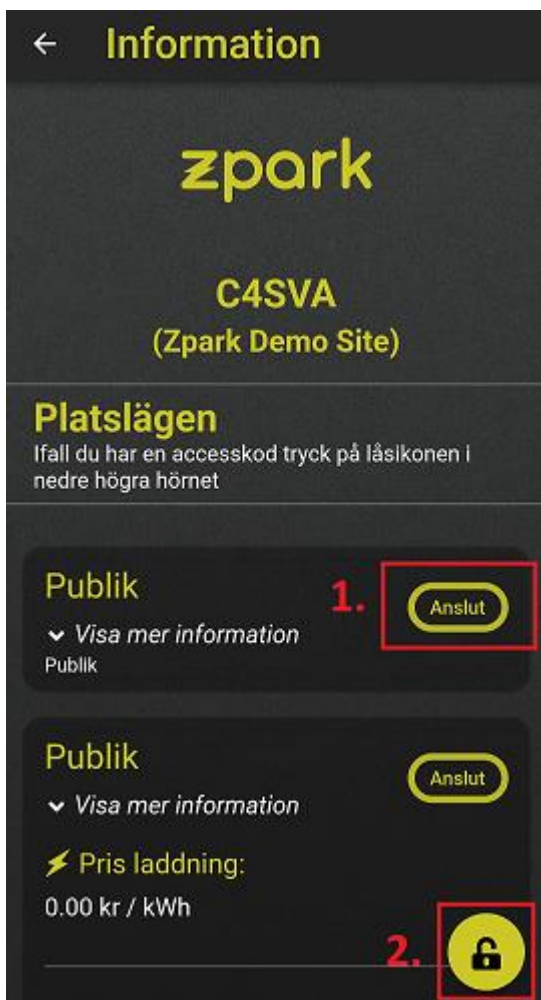 Information
zpark
C4SVA
(Zpark Demo Site)
Platslägen
Ifall du har en accesskod tryck på låsikonen i
nedre högra hörnet
Publik
1.
Anslut
Visa mer information
Publik
Publik
Anslut
Visa mer information
Pris laddning:
0.00 kr / kWh
2.